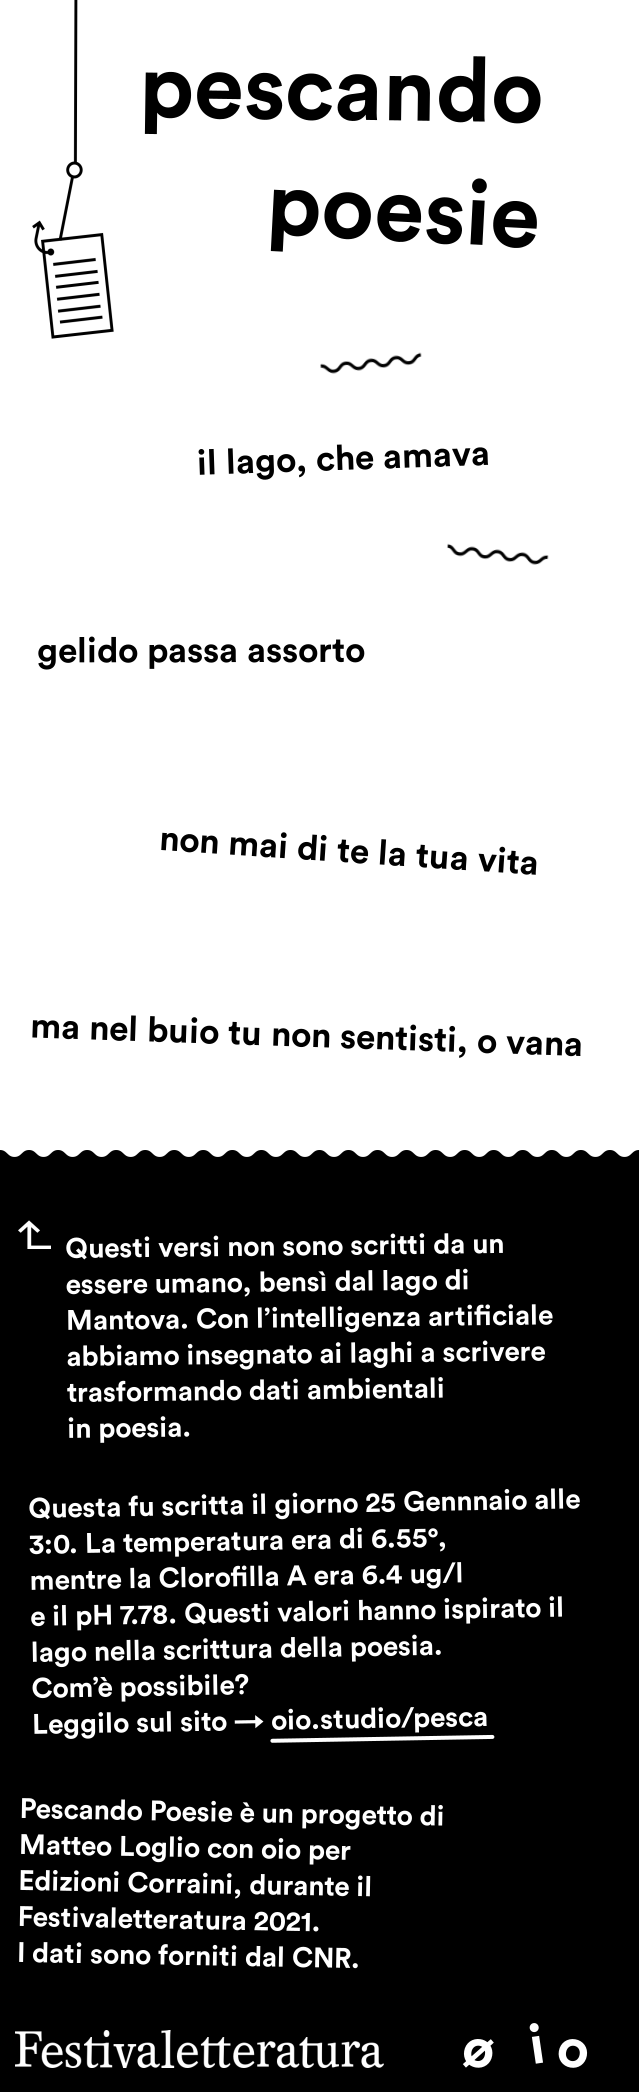 pescando
poesie
il lago, che amava
gelido passa assorto
non mai di te la tua vita
ma nel buio tu non sentisti, o vana
Questi versi non sono scritti da un
essere umano, bensì dal lago di
Mantova. Con l'intelligenza artificiale
abbiamo insegnato ai laghi a scrivere
trasformando dati ambientali
in poesia.
Questa fu scritta il giorno 25 Gennnaio alle
3:0. La temperatura era di 6.55°,
mentre la Clorofilla A era 6.4 ug/l
e il pH 7.78. Questi valori hanno ispirato il
lago nella scrittura della poesia.
Com'è possibile?
Leggilo sul sito → oio.studio/pesca
Pescando Poesie è un progetto di
Matteo Loglio con oio per
Edizioni Corraini, durante il
Festivaletteratura 2021.
I dati sono forniti dal CNR.
Festivaletteratura ø i o